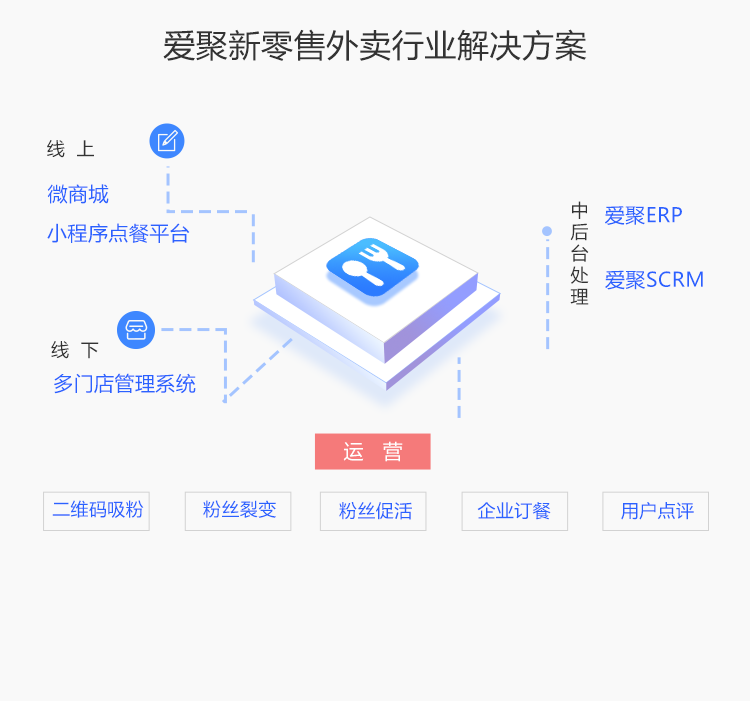 爱聚新零售外卖行业解决方案
线 上
微商城
小程序点餐平台
中后台处理
爱聚ERP
爱聚SCRM
线 下
多门店管理系统
运 营
二维码吸粉
粉丝裂变
粉丝促活
企业订餐
用户点评